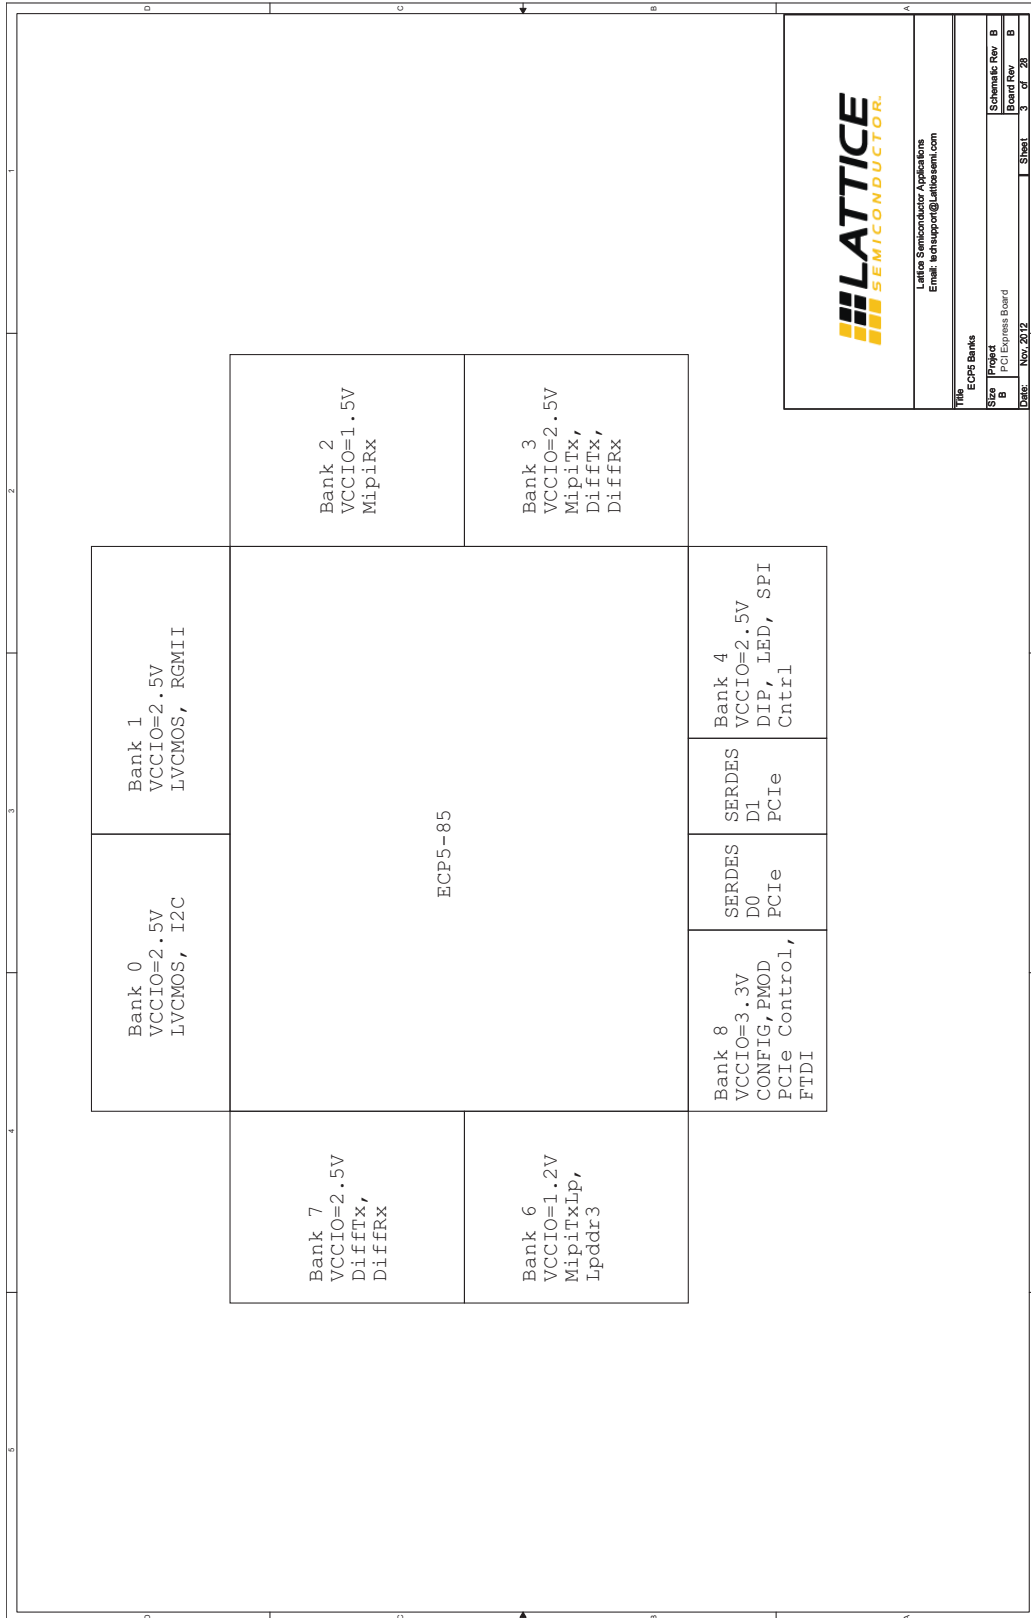 5
4
3
2
1
D
D
C
C
B
B
A
A
Bank 0
VCCIO=2.5V
LVCMOS, I2C
Bank 1
VCCIO=2.5V
LVCMOS, RGMII
Bank 7
VCCIO=2.5V
DiffTx,
DiffRx
Bank 2
VCCIO=1.5V
MipiRx
ECP5-85
Bank 6
VCCIO=1.2V
MipiTxLp,
Lpddr3
Bank 3
VCCIO=2.5V
MipiTx,
DiffTx,
DiffRx
Bank 8
VCCIO=3.3V
CONFIG,PMOD
PCIe Control,
FTDI
SERDES
D0
PCIe
SERDES
D1
PCIe
Bank 4
VCCIO=2.5V
DIP, LED, SPI
Cntrl
LATTICE
SEMICONDUCTOR.
Lattice Semiconductor Applications
Email: techsupport@Latticesemi.com
Title
ECP5 Banks
Size
B
Project
PCI Express Board
Schematic Rev B
Board Rev B
Date: Nov, 2012
Sheet 3 of 28